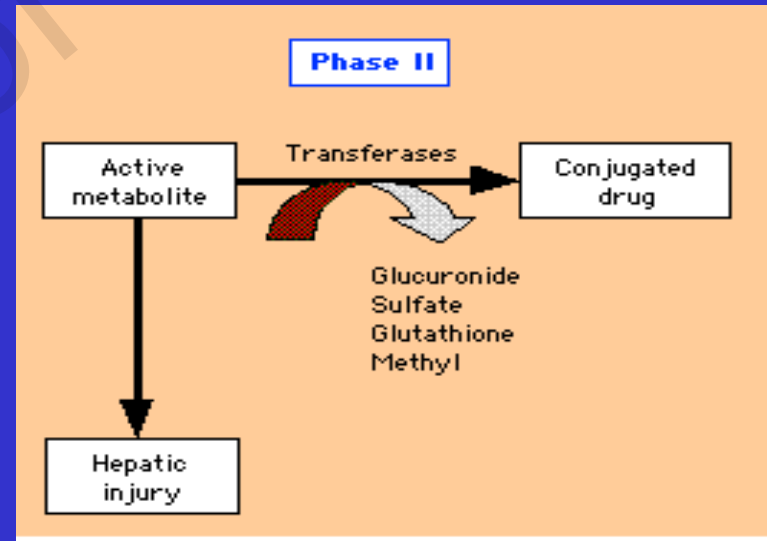 Phase II
Transferases
Active
metabolite
Conjugated
drug
Glucuronide
Sulfate
Glutathione
Methyl
Hepatic
injury